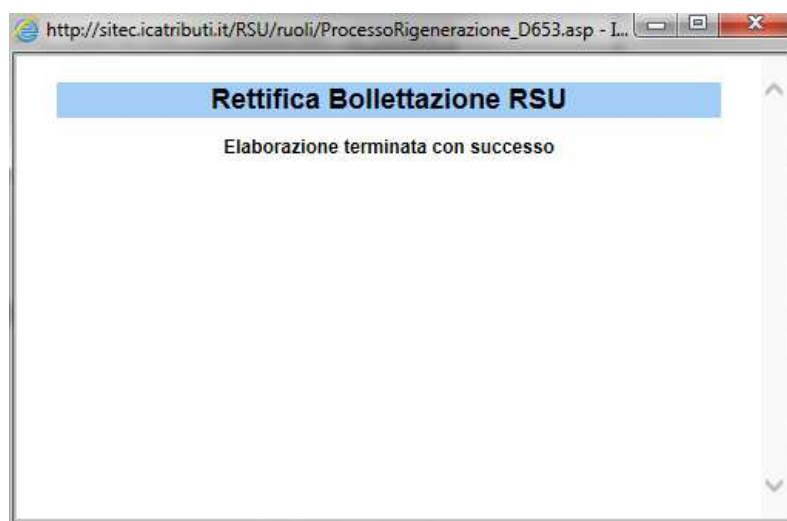 http://sitec.icatributi.it/RSU/ruoli/ProcessoRigenerazione_D653.asp - I...
Rettifica Bollettazione RSU
Elaborazione terminata con successo